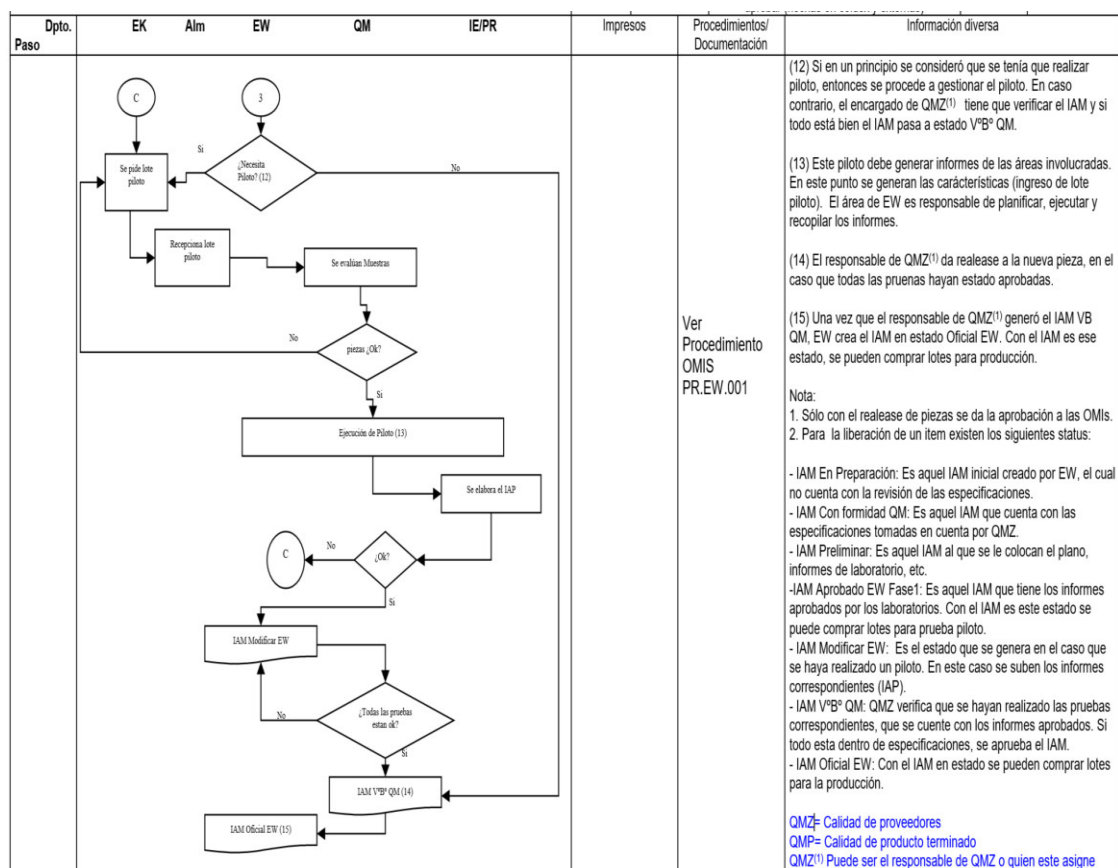 Dpto. EK Alm EW QM IE/PR Impresos Procedimientos/ Información diversa
Paso Documentación
C
3
Se pide lote
piloto
Si
¿Necesita
Piloto? (12)
No
Recepciona lote
piloto
Se evalúan Muestras
No
piezas ¿Ok?
Si
Ejecución de Piloto (13)
Se elabora el IAP
C
No
¿Ok?
Si
IAM Modificar EW
No
¿Todas las pruebas
estan ok?
Si
IAM VºBº QM (14)
IAM Oficial EW (15)
Ver
Procedimiento
OMIS
PR.EW.001
(12) Si en un principio se consideró que se tenía que realizar
piloto, entonces se procede a gestionar el piloto. En caso
contrario, el encargado de QMZ⁽¹⁾ tiene que verificar el IAM y si
todo está bien el IAM pasa a estado VºBº QM.
(13) Este piloto debe generar informes de las áreas involucradas.
En este punto se generan las carácterísticas (ingreso de lote
piloto). El área de EW es responsable de planificar, ejecutar y
recopilar los informes.
(14) El responsable de QMZ⁽¹⁾ da realease a la nueva pieza, en el
caso que todas las pruenas hayan estado aprobadas.
(15) Una vez que el responsable de QMZ⁽¹⁾ generó el IAM VB
QM, EW crea el IAM en estado Oficial EW. Con el IAM es ese
estado, se pueden comprar lotes para producción.
Nota:
1. Sólo con el realease de piezas se da la aprobación a las OMIs.
2. Para la liberación de un item existen los siguientes status:
- IAM En Preparación: Es aquel IAM inicial creado por EW, el cual
no cuenta con la revisión de las especificaciones.
- IAM Con formidad QM: Es aquel IAM que cuenta con las
especificaciones tomadas en cuenta por QMZ.
- IAM Preliminar: Es aquel IAM al que se le colocan el plano,
informes de laboratorio, etc.
-IAM Aprobado EW Fase1: Es aquel IAM que tiene los informes
aprobados por los laboratorios. Con el IAM es este estado se
puede comprar lotes para prueba piloto.
- IAM Modificar EW: Es el estado que se genera en el caso que
se haya realizado un piloto. En este caso se suben los informes
correspondientes (IAP).
- IAM VºBº QM: QMZ verifica que se hayan realizado las pruebas
correspondientes, que se cuente con los informes aprobados. Si
todo esta dentro de especificaciones, se aprueba el IAM.
- IAM Oficial EW: Con el IAM en estado se pueden comprar lotes
para la producción.
QMZ= Calidad de proveedores
QMP= Calidad de producto terminado
QMZ⁽¹⁾ Puede ser el responsable de QMZ o quien este asigne